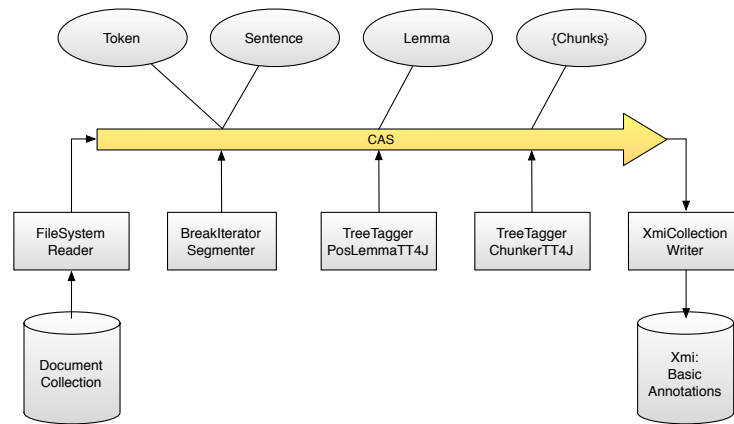 Token
Sentence
Lemma
{Chunks}
CAS
FileSystem
Reader
BreakIterator
Segmenter
TreeTagger
PosLemmaTT4J
TreeTagger
ChunkerTT4J
XmiCollection
Writer
Document
Collection
Xmi:
Basic
Annotations